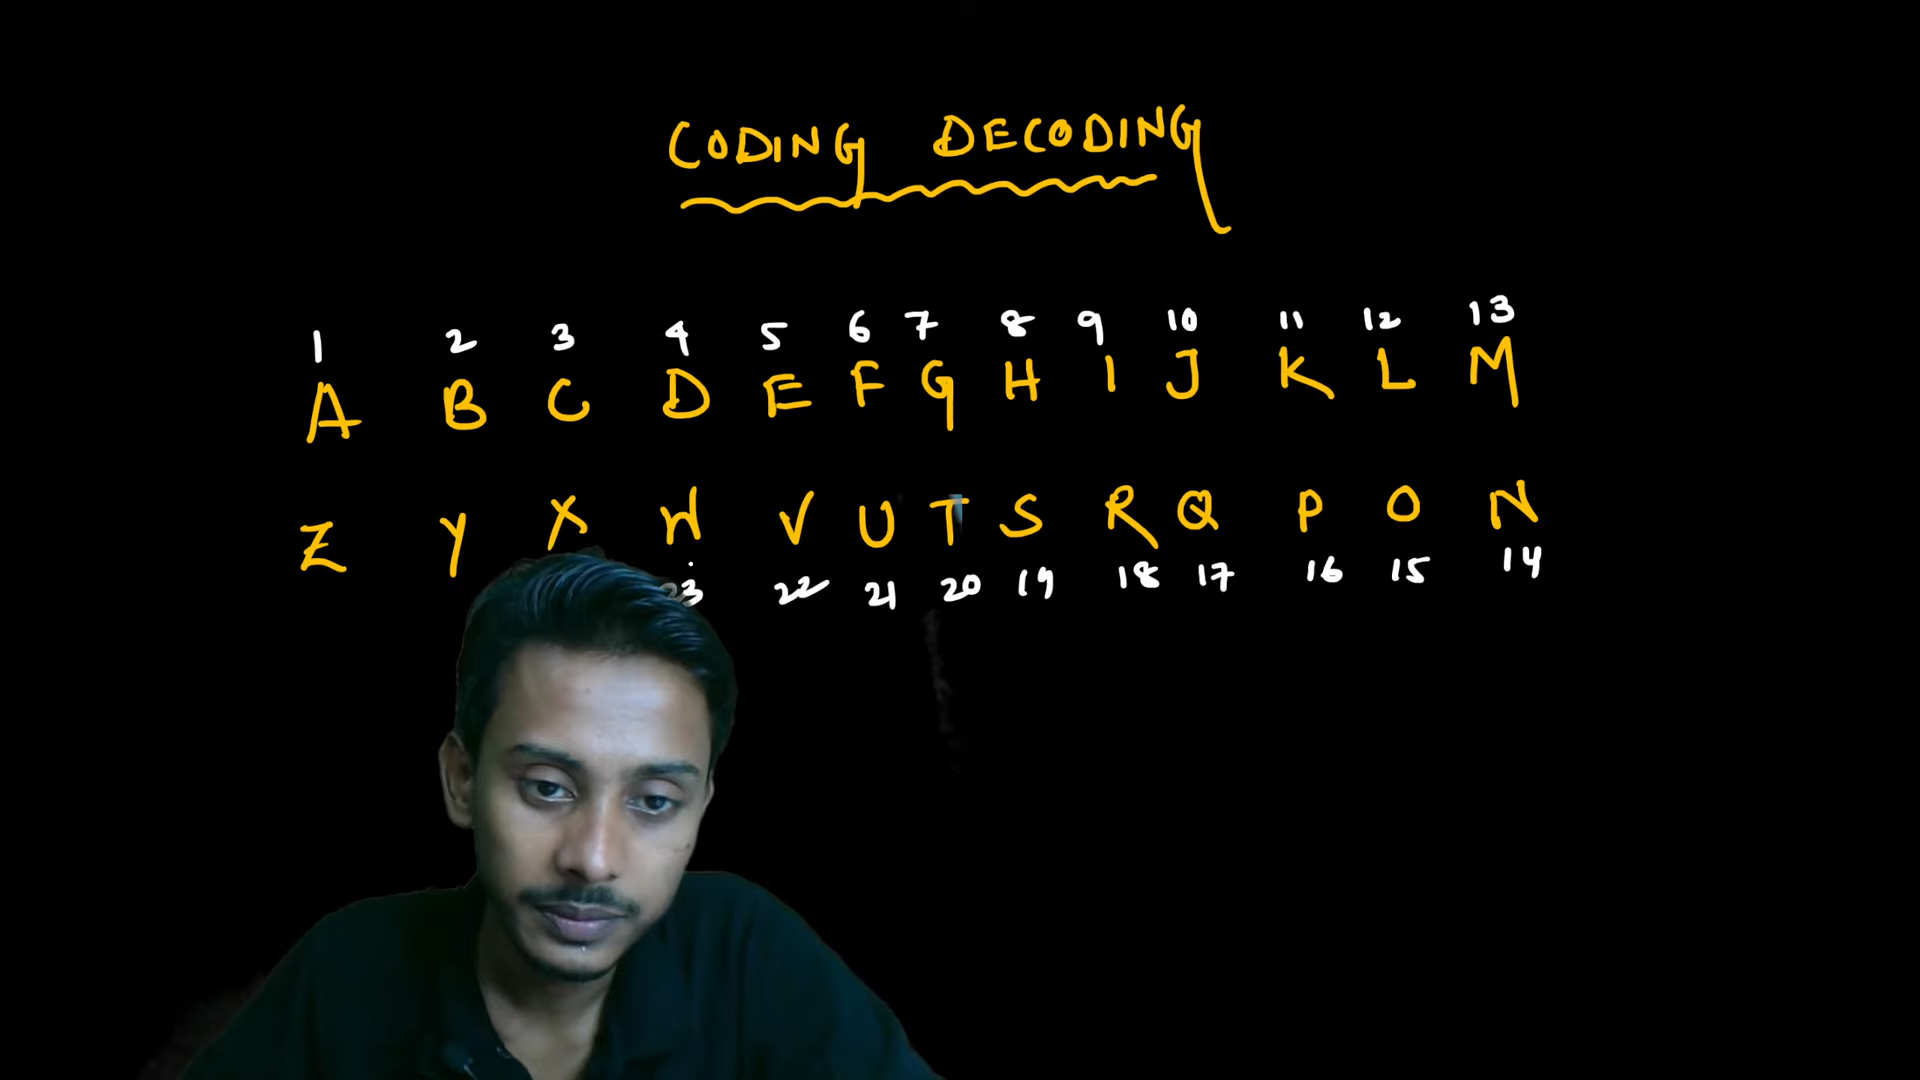 CODING DECODING
1 2 3 4 5 6 7 8 9 10 11 12 13
A B C D E F G H I J K L M
Z Y X W V U T S R Q P O N
23 22 21 20 19 18 17 16 15 14